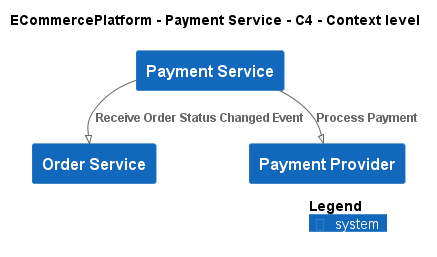 ECommercePlatform - Payment Service - C4 - Context level
Payment Service
Receive Order Status Changed Event
Process Payment
Order Service
Payment Provider
Legend
system